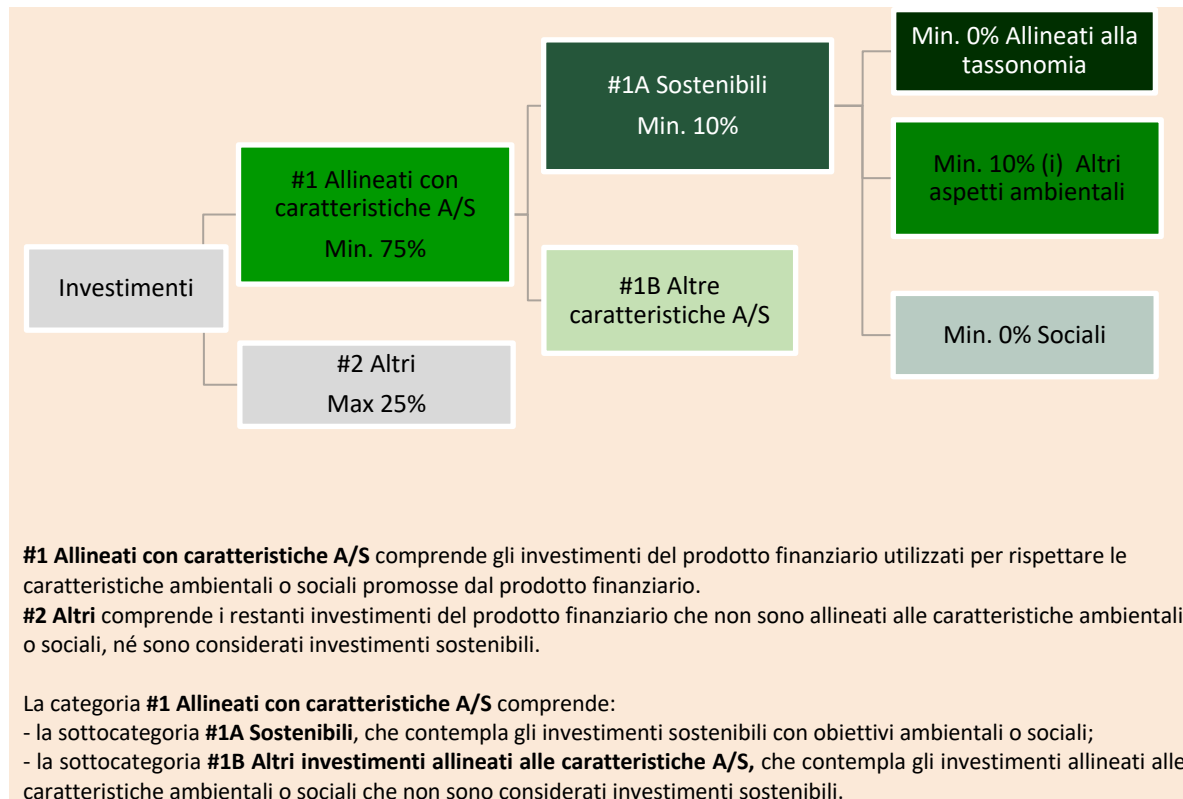 Investimenti
#1 Allineati con
caratteristiche A/S
Min. 75%
#2 Altri
Max 25%
#1A Sostenibili
Min. 10%
#1B Altre
caratteristiche A/S
Min. 0% Allineati alla
tassonomia
Min. 10% (i)  Altri
aspetti ambientali
Min. 0% Sociali
#1 Allineati con caratteristiche A/S comprende gli investimenti del prodotto finanziario utilizzati per rispettare le
caratteristiche ambientali o sociali promosse dal prodotto finanziario.
#2 Altri comprende i restanti investimenti del prodotto finanziario che non sono allineati alle caratteristiche ambientali
o sociali, né sono considerati investimenti sostenibili.
La categoria #1 Allineati con caratteristiche A/S comprende:
- la sottocategoria #1A Sostenibili, che contempla gli investimenti sostenibili con obiettivi ambientali o sociali;
- la sottocategoria #1B Altri investimenti allineati alle caratteristiche A/S, che contempla gli investimenti allineati alle
caratteristiche ambientali o sociali che non sono considerati investimenti sostenibili.